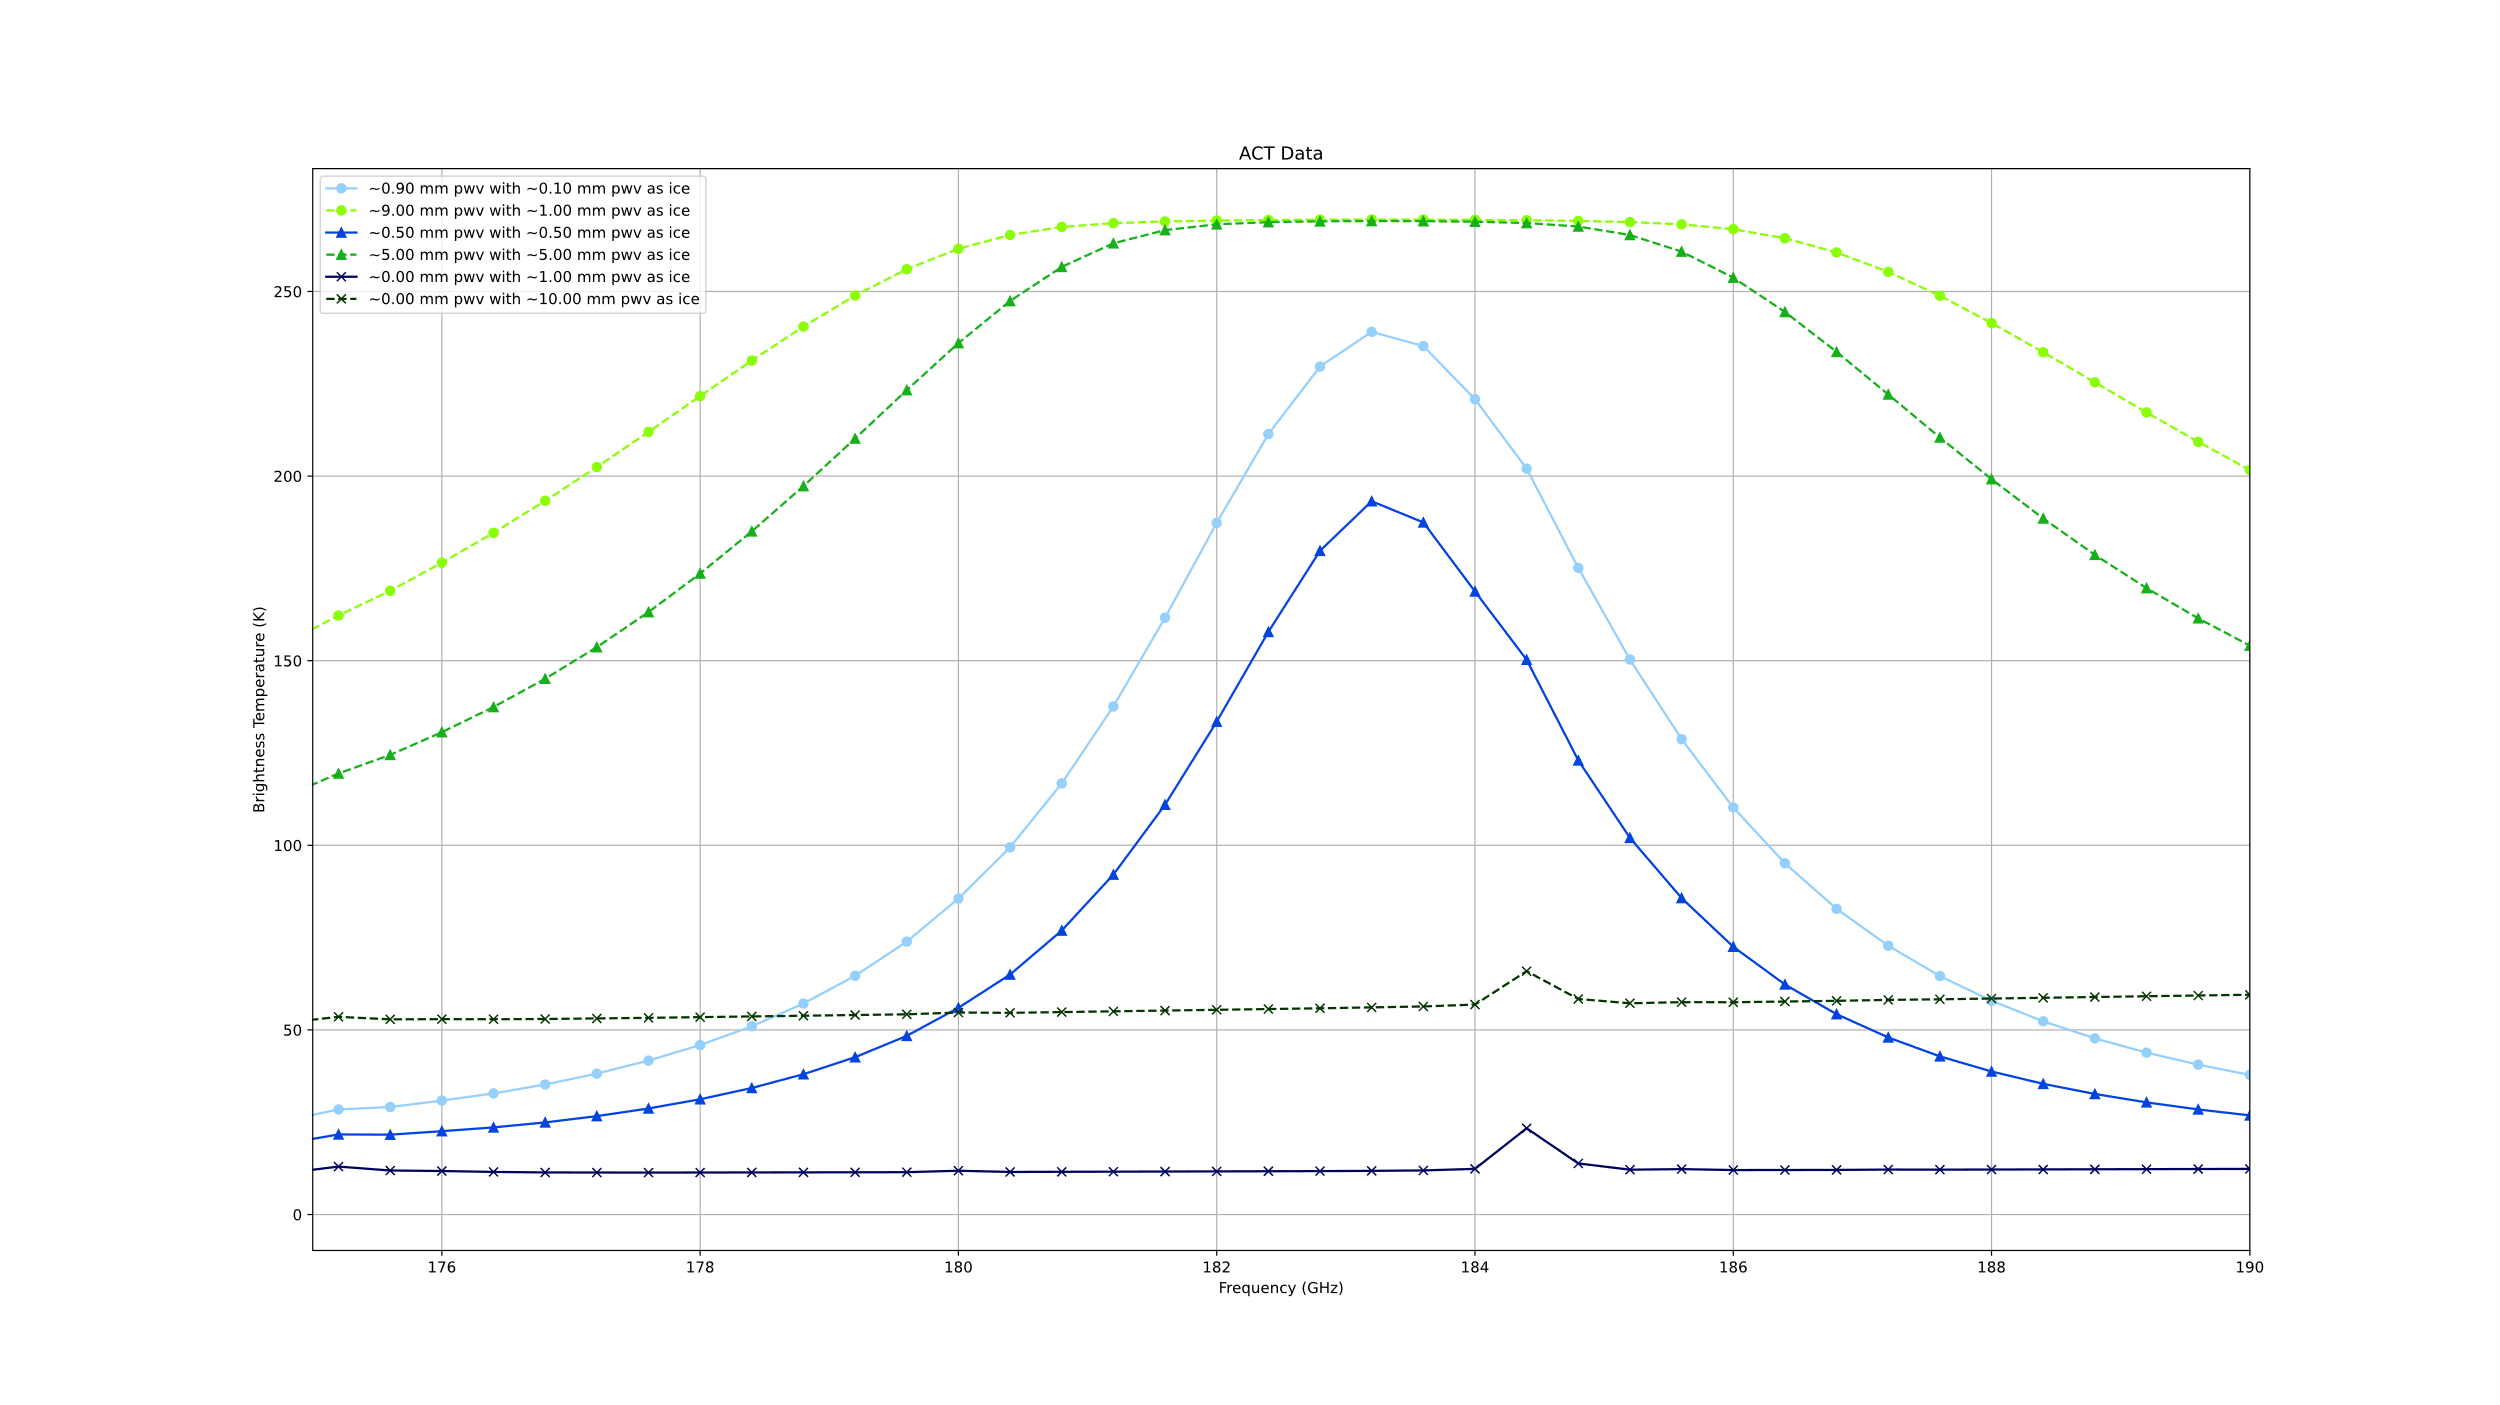 ACT Data
~0.90 mm pwv with ~0.10 mm pwv as ice
~9.00 mm pwv with ~1.00 mm pwv as ice
~0.50 mm pwv with ~0.50 mm pwv as ice
~5.00 mm pwv with ~5.00 mm pwv as ice
~0.00 mm pwv with ~1.00 mm pwv as ice
~0.00 mm pwv with ~10.00 mm pwv as ice
250
200
150
100
50
0
Brightness Temperature (K)
176 178 180 182 184 186 188 190
Frequency (GHz)